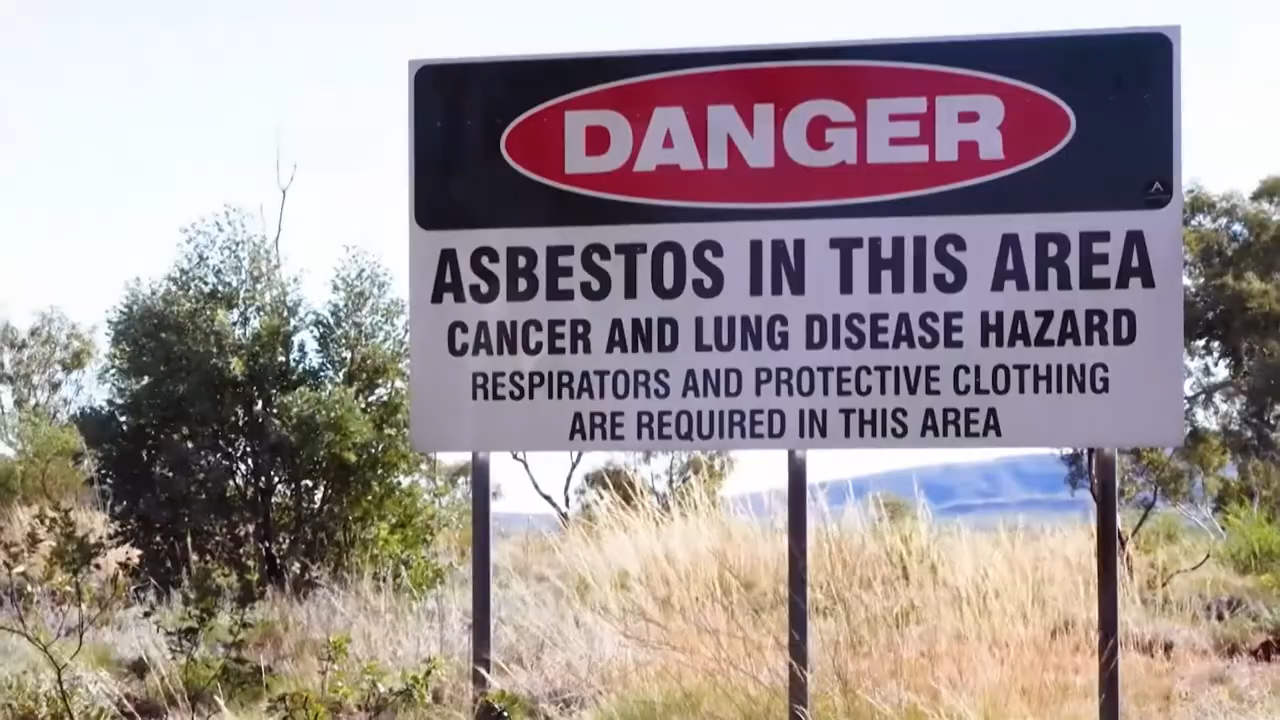 DANGER
ASBESTOS IN THIS AREA
CANCER AND LUNG DISEASE HAZARD
RESPIRATORS AND PROTECTIVE CLOTHING
ARE REQUIRED IN THIS AREA